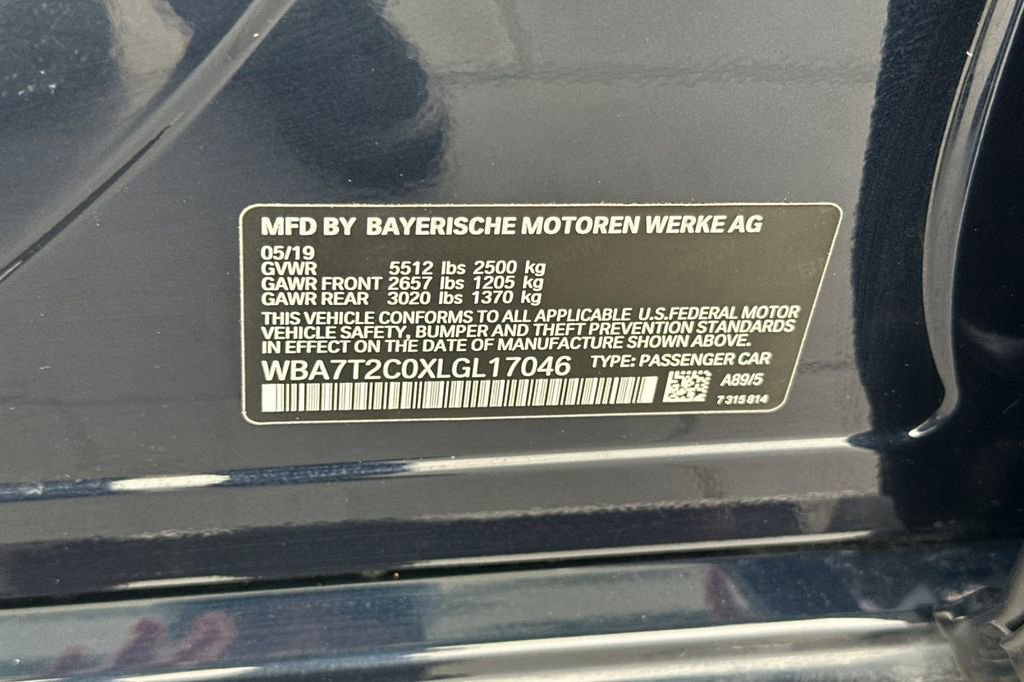 MFD BY BAYERISCHE MOTOREN WERKE AG
05/19
GVWR 5512 lbs 2500 kg
GAWR FRONT 2657 lbs 1205 kg
GAWR REAR 3020 lbs 1370 kg
THIS VEHICLE CONFORMS TO ALL APPLICABLE U.S.FEDERAL MOTOR
VEHICLE SAFETY, BUMPER AND THEFT PREVENTION STANDARDS
IN EFFECT ON THE DATE OF MANUFACTURE SHOWN ABOVE.
WBA7T2C0XLGL17046 TYPE: PASSENGER CAR
A89/5
7 315 814